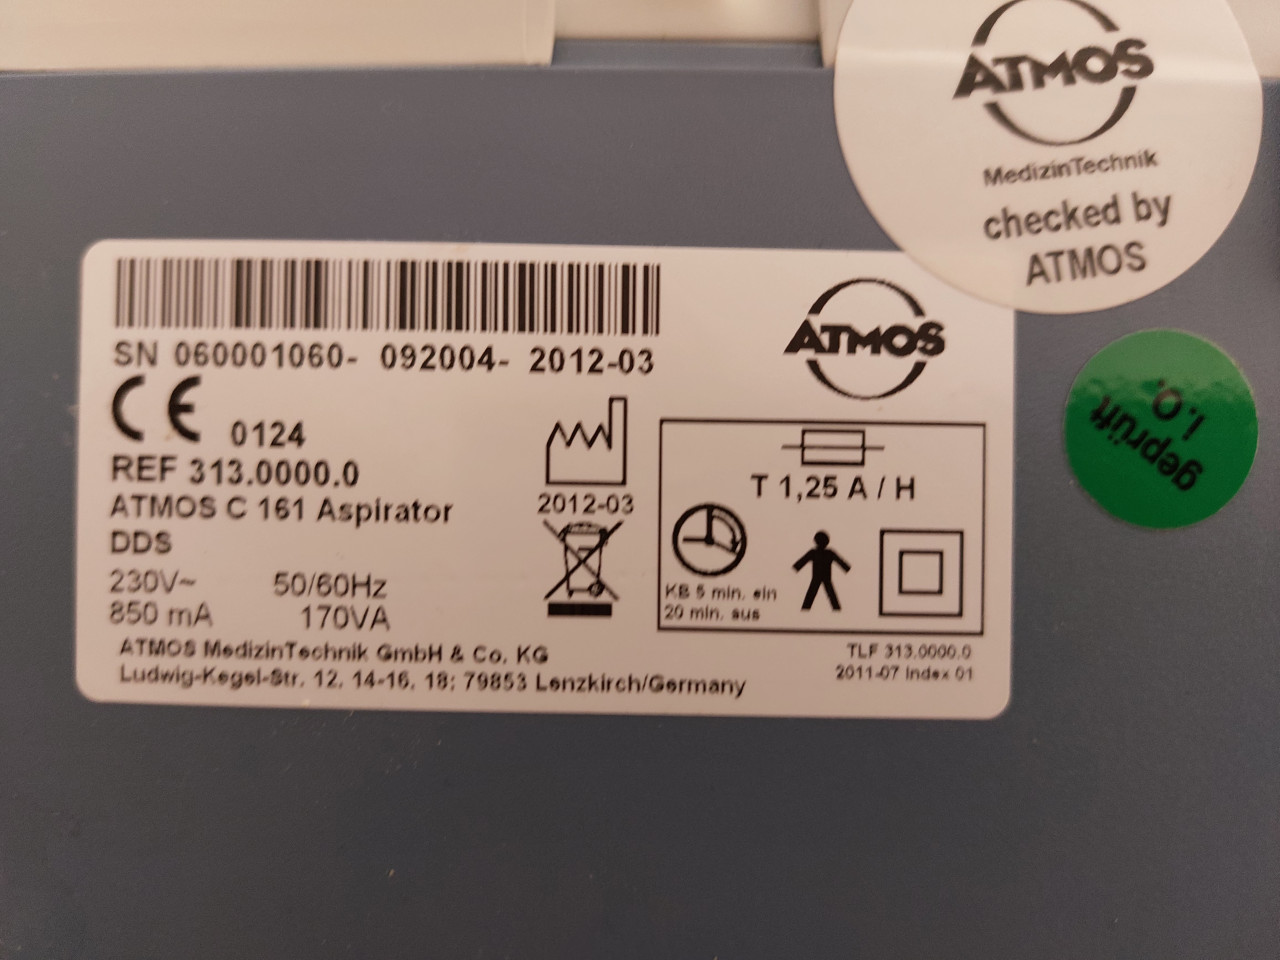 ATMOS
MedizinTechnik
checked by
ATMOS
SN 060001060- 092004- 2012-03
ATMOS
CE 0124
REF 313.0000.0
ATMOS C 161 Aspirator
DDS
230V~ 50/60Hz
850 mA 170VA
2012-03
T 1,25 A / H
KB 5 min. ein
20 min. aus
ATMOS MedizinTechnik GmbH & Co. KG
Ludwig-Kegel-Str. 12, 14-16, 18; 79853 Lenzkirch/Germany
TLF 313.0000.0
2011-07 Index 01
geprüft
i.O.